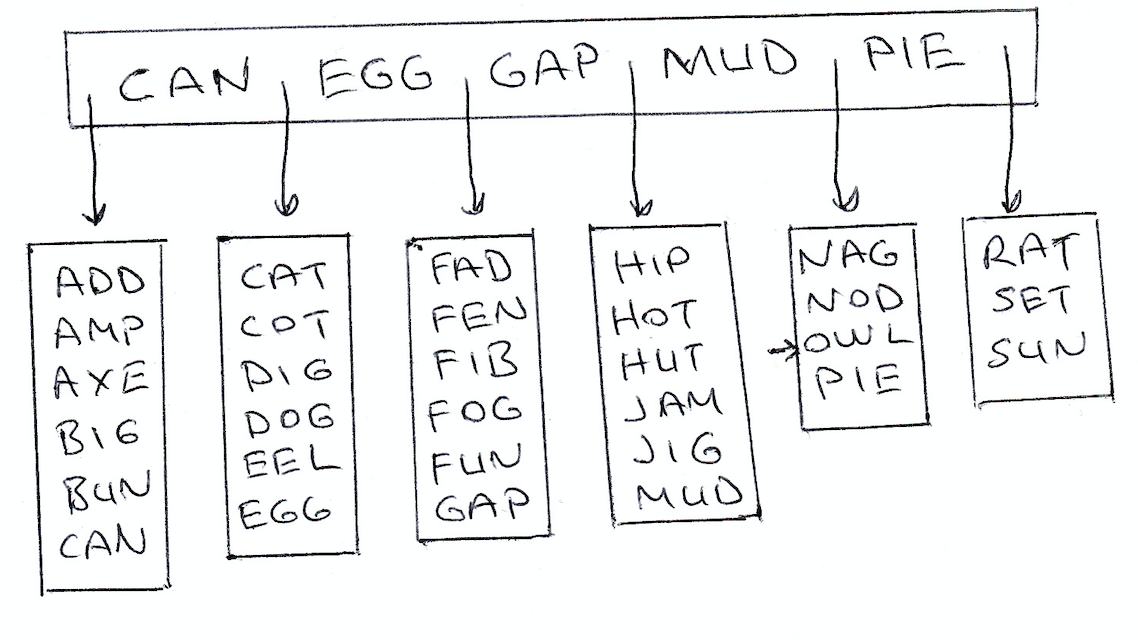 CAN EGG GAP MUD PIE
ADD
AMP
AXE
BIG
BUN
CAN
CAT
COT
DIG
DOG
EEL
EGG
FAD
FEN
FIB
FOG
FUN
GAP
HIP
HOT
HUT
JAM
JIG
MUD
NAG
NOD
OWL
PIE
RAT
SET
SUN